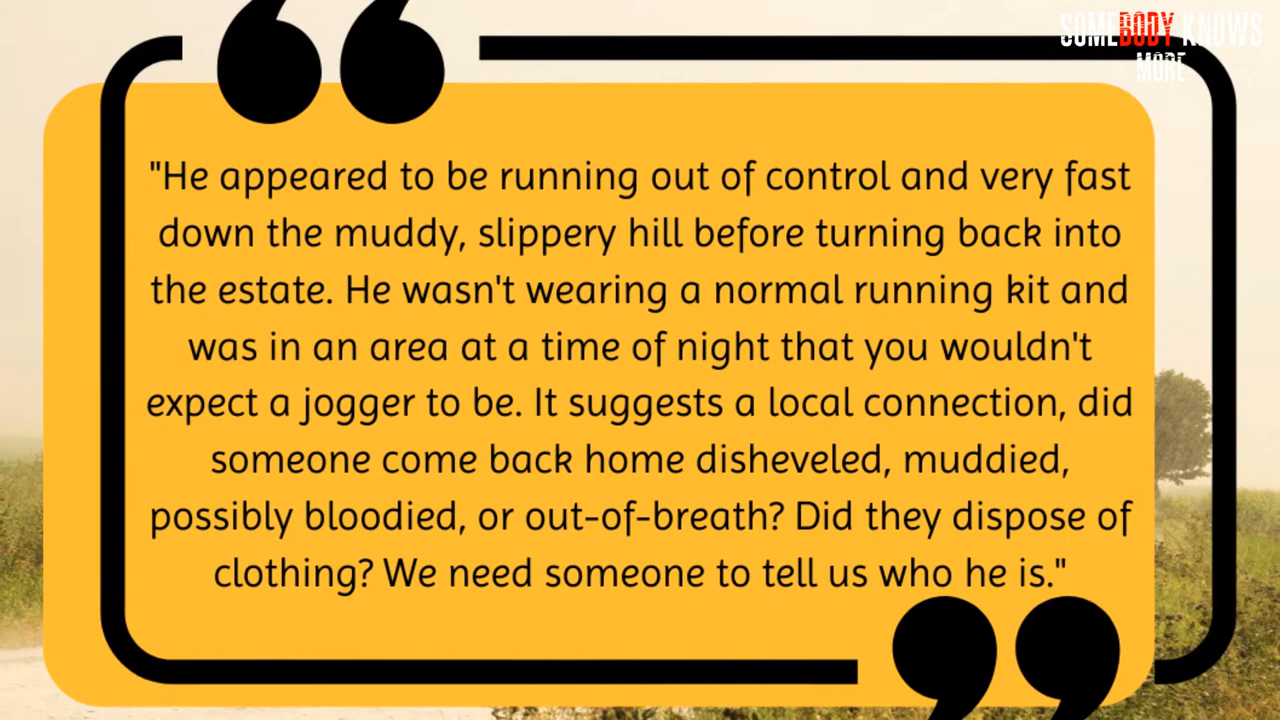 SOMEBODY KNOWS
MORE
"He appeared to be running out of control and very fast
down the muddy, slippery hill before turning back into
the estate. He wasn't wearing a normal running kit and
was in an area at a time of night that you wouldn't
expect a jogger to be. It suggests a local connection, did
someone come back home disheveled, muddied,
possibly bloodied, or out-of-breath? Did they dispose of
clothing? We need someone to tell us who he is."